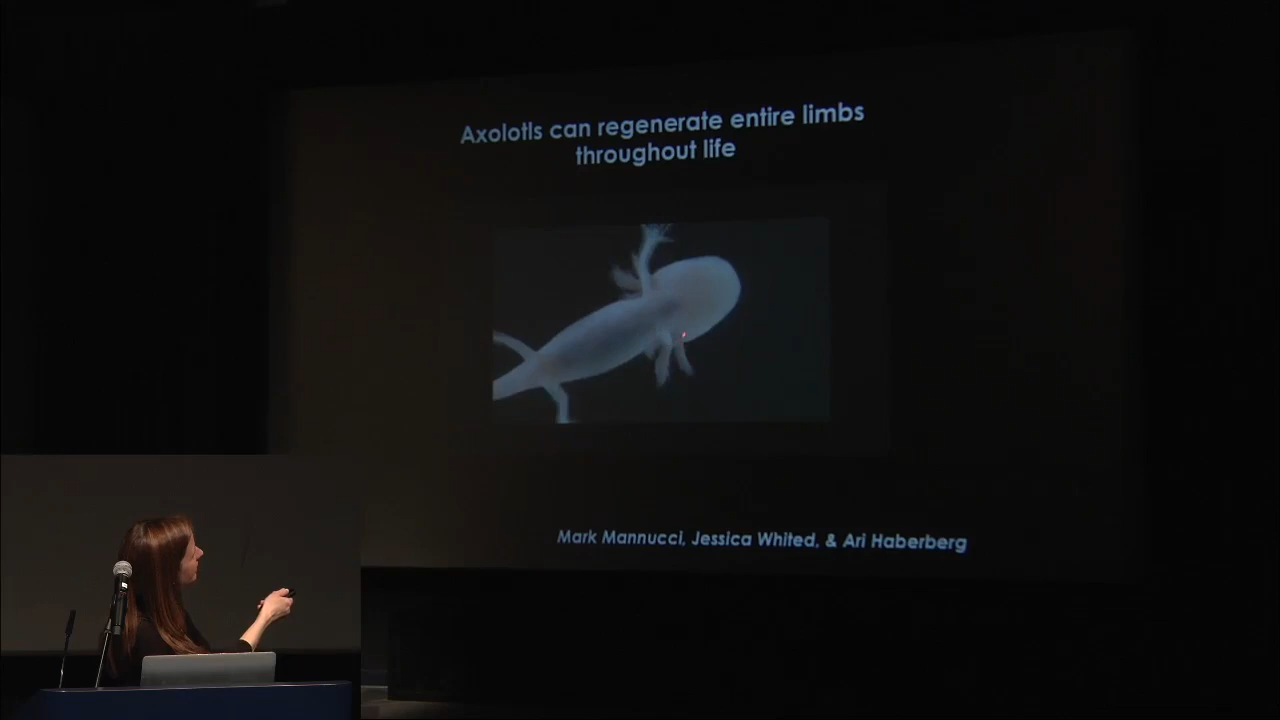 Axolotls can regenerate entire limbs
throughout life
Mark Mannucci, Jessica Whited, & Ari Haberberg